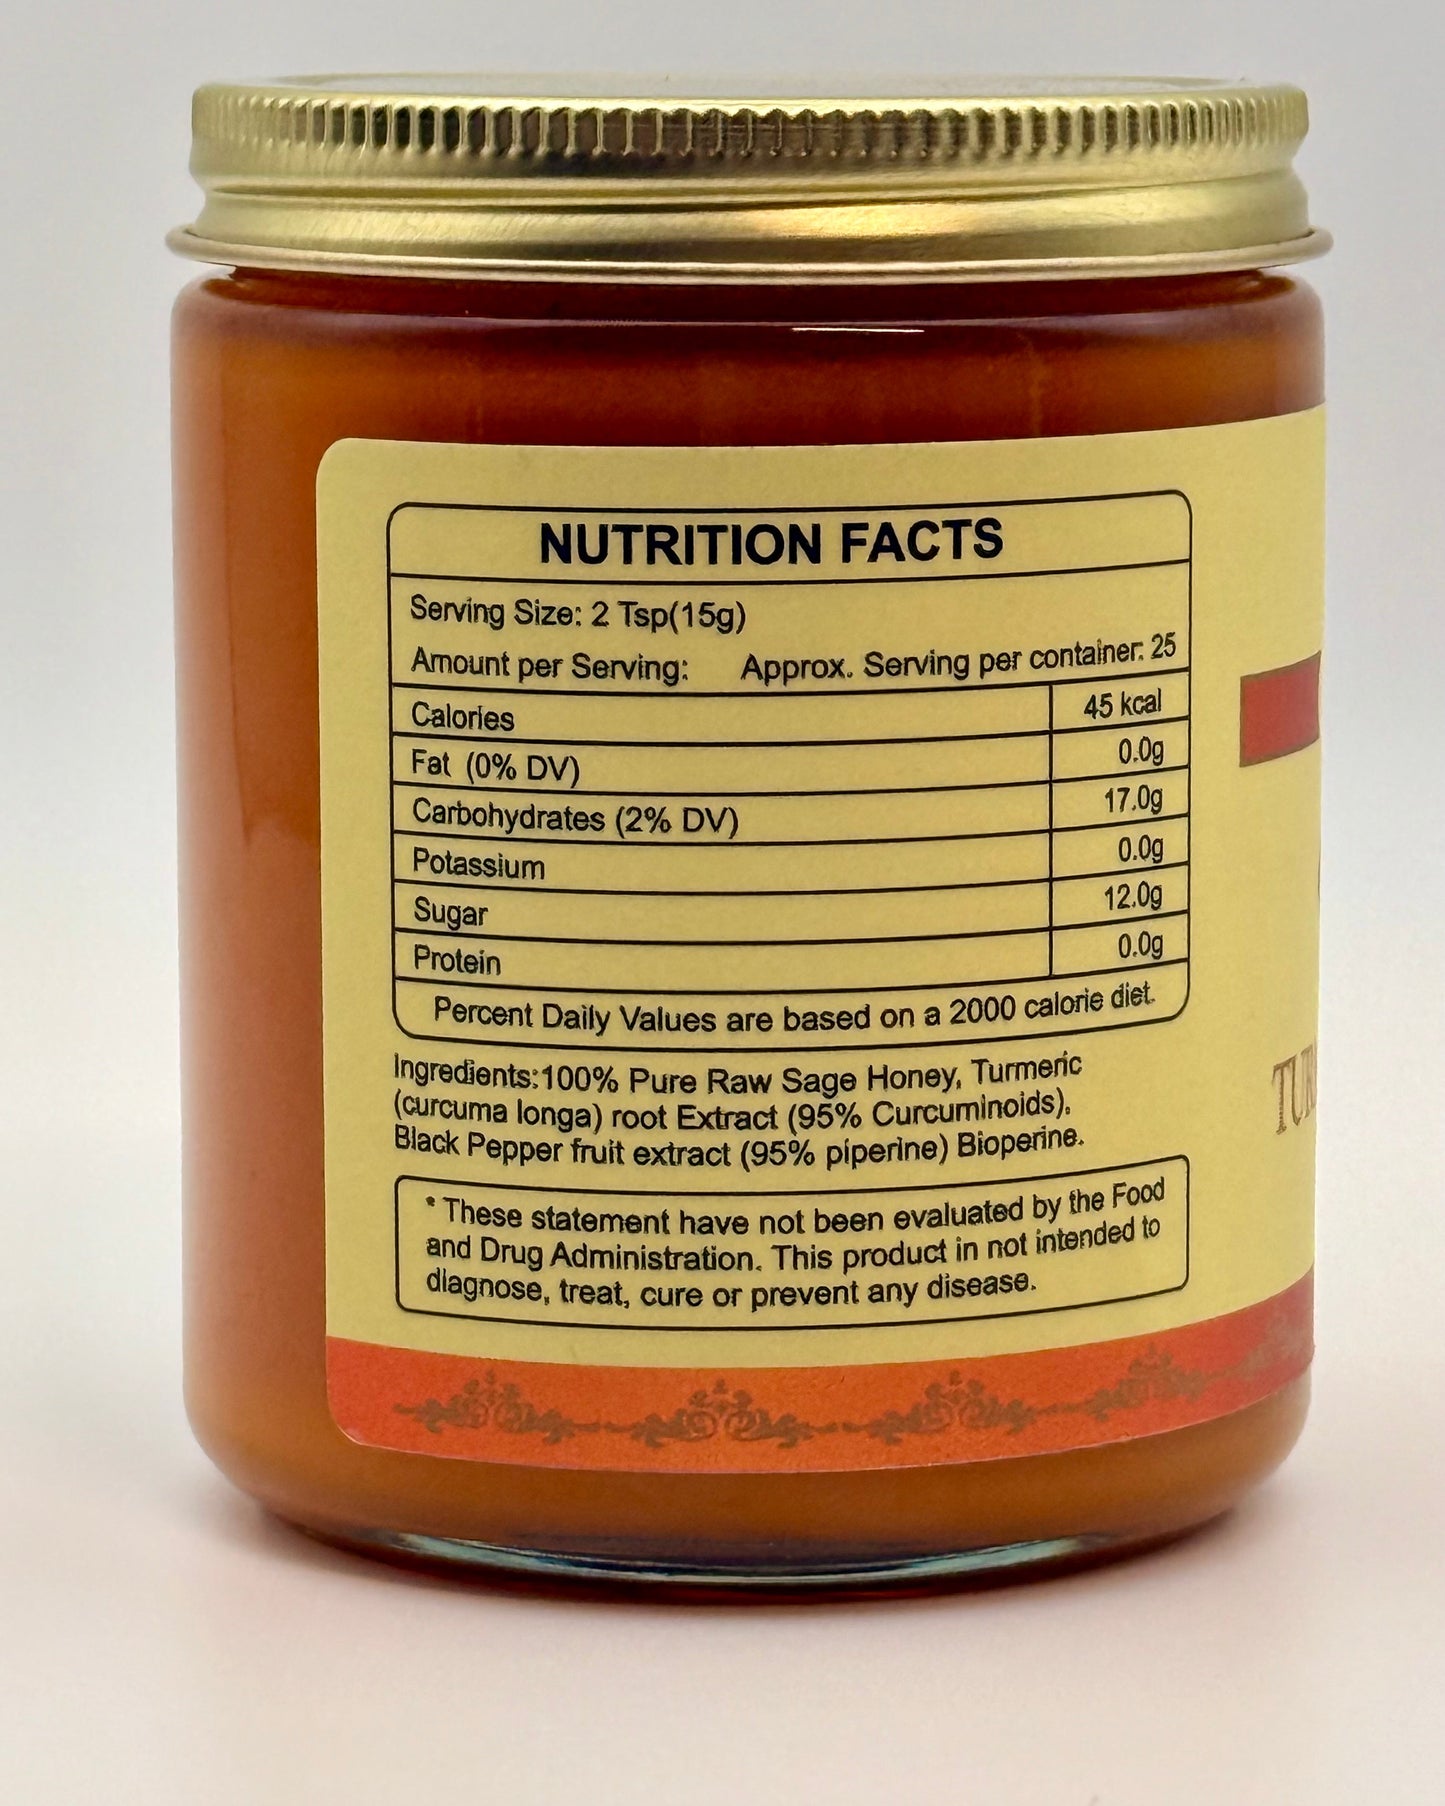 NUTRITION FACTS
Serving Size: 2 Tsp(15g)
Amount per Serving: Approx. Serving per container: 25
Calories 45 kcal
Fat (0% DV) 0.0g
Carbohydrates (2% DV) 17.0g
Potassium 0.0g
Sugar 12.0g
Protein 0.0g
Percent Daily Values are based on a 2000 calorie diet.
Ingredients:100% Pure Raw Sage Honey, Turmeric
(curcuma longa) root Extract (95% Curcuminoids).
Black Pepper fruit extract (95% piperine) Bioperine.
* These statement have not been evaluated by the Food
and Drug Administration. This product in not intended to
diagnose, treat, cure or prevent any disease.